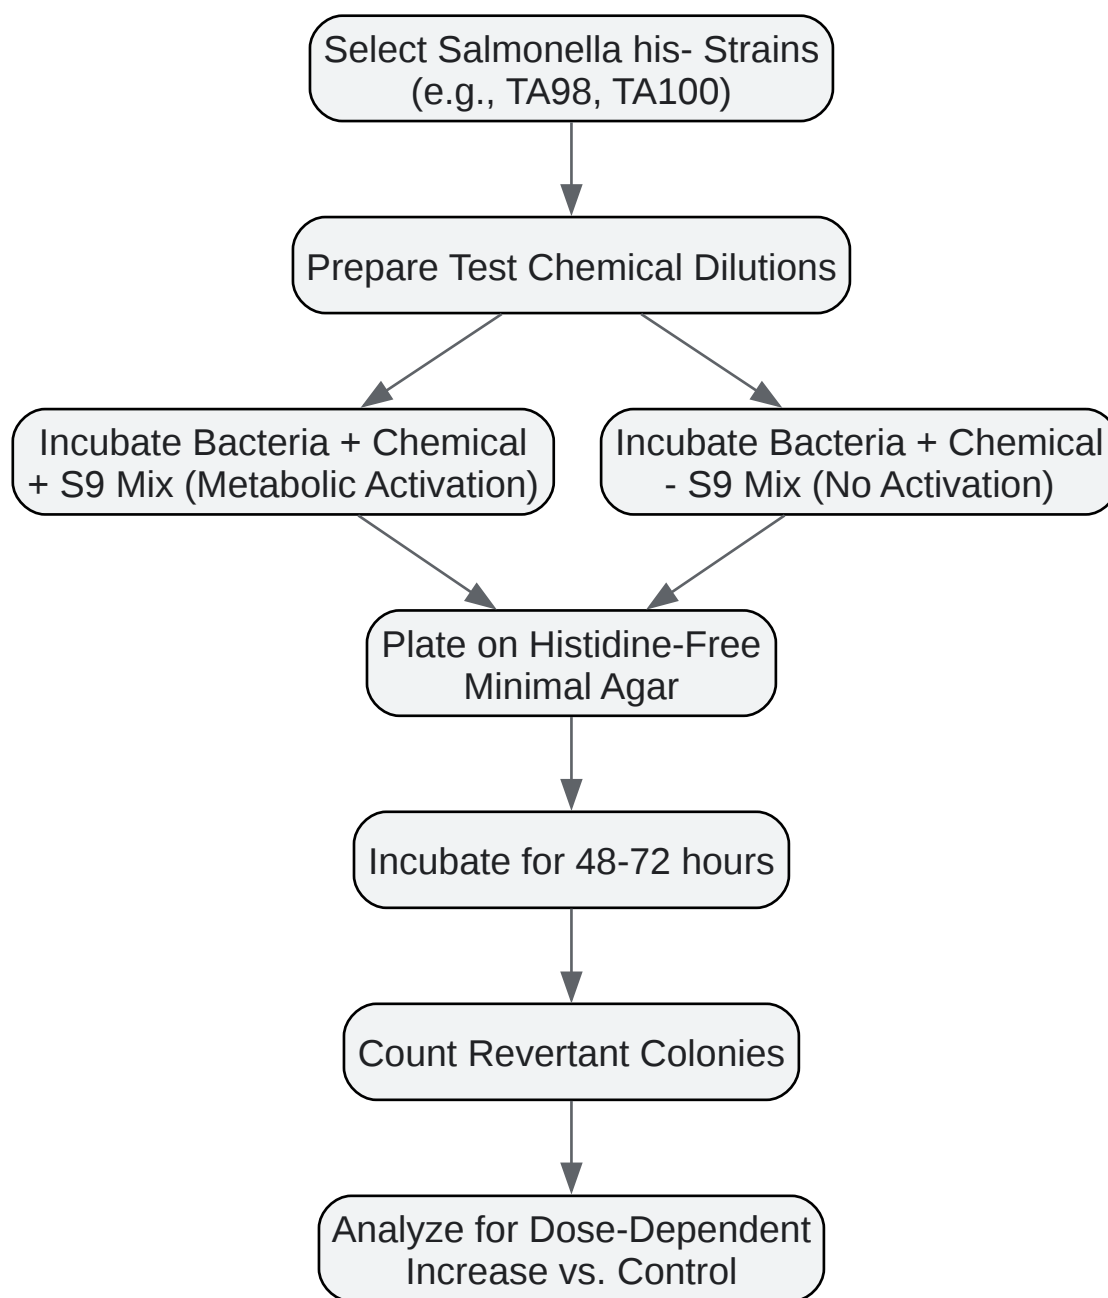 Select Salmonella his- Strains
(e.g., TA98, TA100)
Prepare Test Chemical Dilutions
Incubate Bacteria + Chemical
+ S9 Mix (Metabolic Activation)
Incubate Bacteria + Chemical
- S9 Mix (No Activation)
Plate on Histidine-Free
Minimal Agar
Incubate for 48-72 hours
Count Revertant Colonies
Analyze for Dose-Dependent
Increase vs. Control